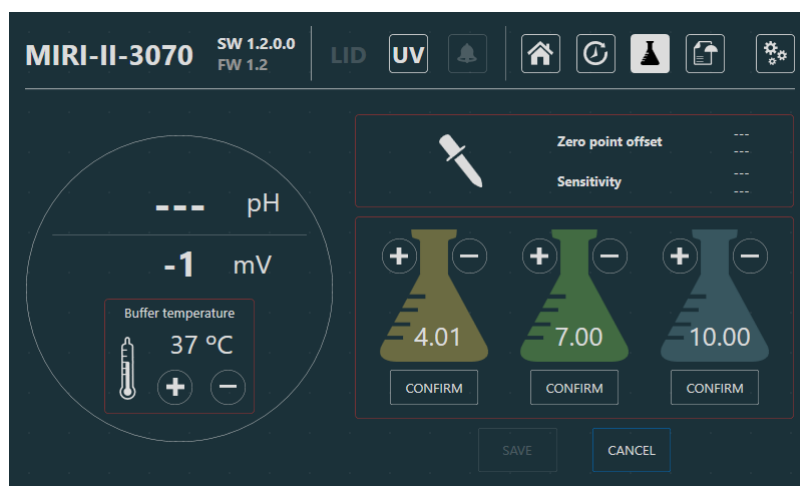 MIRI-II-3070
SW 1.2.0.0
FW 1.2
LID
UV
Zero point offset
---
---
Sensitivity
---
---
--- pH
-1 mV
Buffer temperature
37 ºC
+ −
+ −
4.01
CONFIRM
+ −
7.00
CONFIRM
+ −
10.00
CONFIRM
SAVE
CANCEL